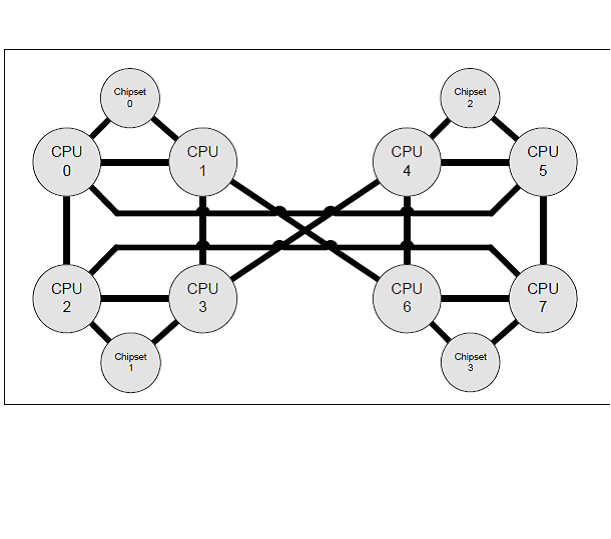 Chipset
0
Chipset
2
CPU
0
CPU
1
CPU
4
CPU
5
CPU
2
CPU
3
CPU
6
CPU
7
Chipset
1
Chipset
3